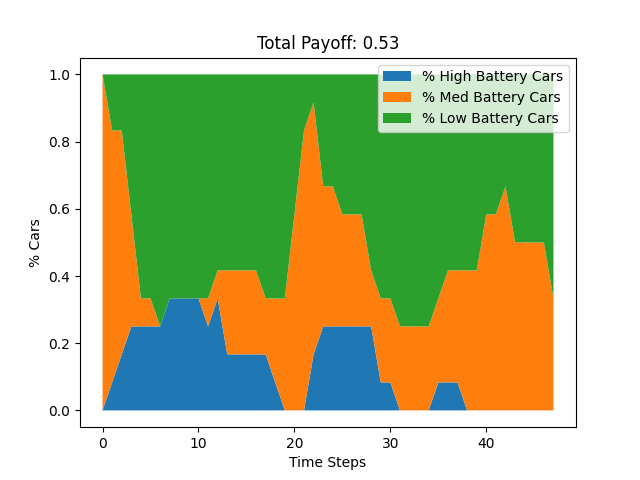 Total Payoff: 0.53
% High Battery Cars
% Med Battery Cars
% Low Battery Cars
1.0
0.8
0.6
0.4
0.2
0.0
% Cars
0 10 20 30 40
Time Steps